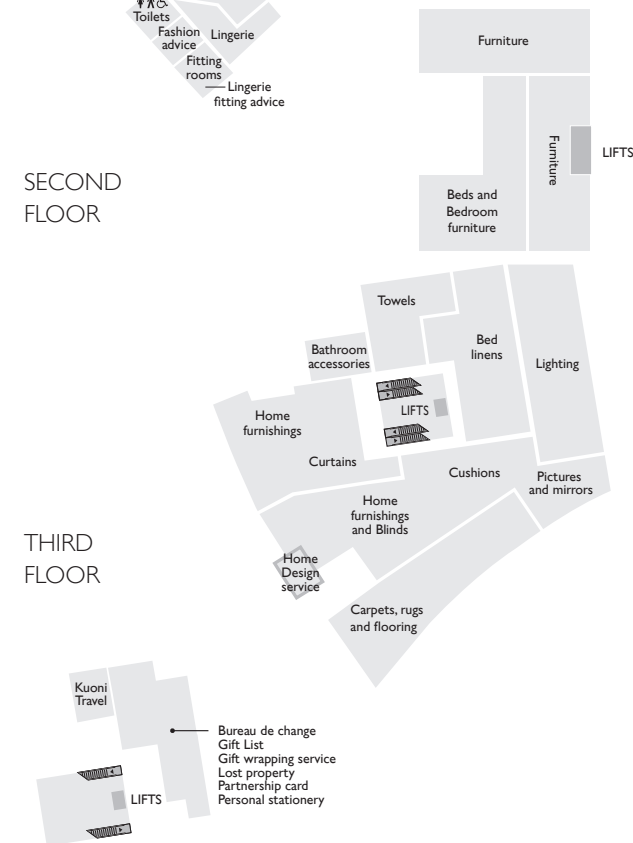 Toilets
Fashion
advice
Lingerie
Fitting
rooms
Lingerie
fitting advice
Furniture
Furniture
LIFTS
SECOND
FLOOR
Beds and
Bedroom
furniture
Towels
Bathroom
accessories
Bed
linens
Lighting
LIFTS
Home
furnishings
Curtains
Cushions
Pictures
and mirrors
Home
furnishings
and Blinds
THIRD
FLOOR
Home
Design
service
Carpets, rugs
and flooring
Kuoni
Travel
Bureau de change
Gift List
Gift wrapping service
Lost property
Partnership card
Personal stationery
LIFTS